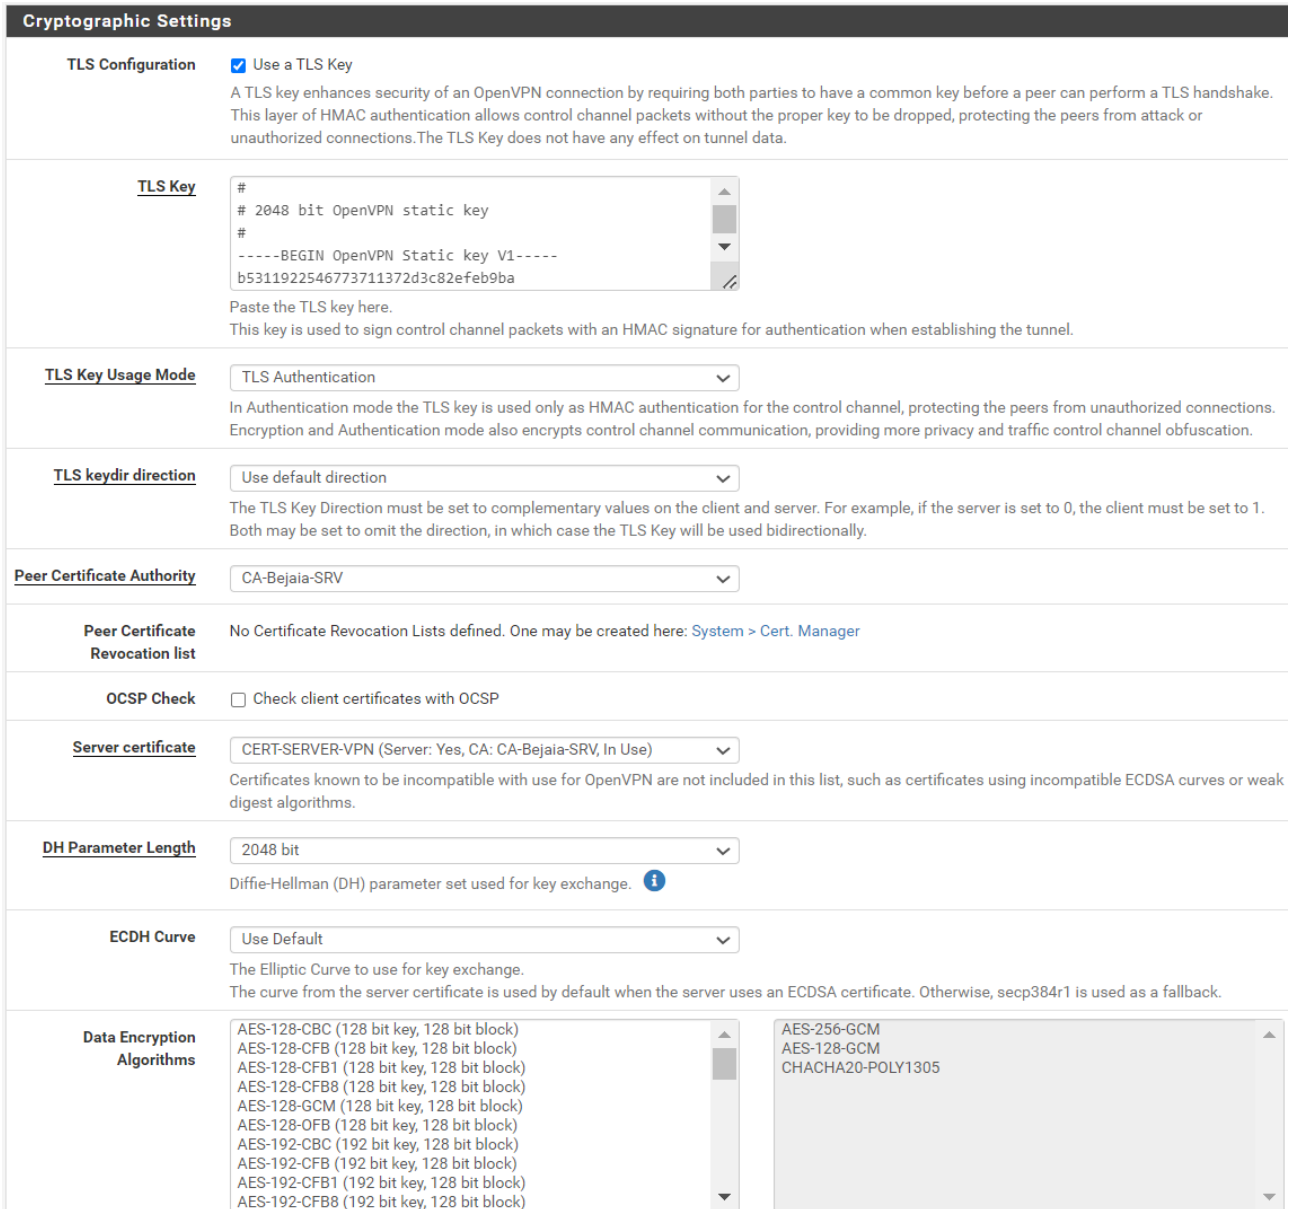 Cryptographic Settings
TLS Configuration
Use a TLS Key
A TLS key enhances security of an OpenVPN connection by requiring both parties to have a common key before a peer can perform a TLS handshake.
This layer of HMAC authentication allows control channel packets without the proper key to be dropped, protecting the peers from attack or
unauthorized connections.The TLS Key does not have any effect on tunnel data.
TLS Key
#
# 2048 bit OpenVPN static key
#
-----BEGIN OpenVPN Static key V1-----
b5311922546773711372d3c82efeb9ba
Paste the TLS key here.
This key is used to sign control channel packets with an HMAC signature for authentication when establishing the tunnel.
TLS Key Usage Mode
TLS Authentication
In Authentication mode the TLS key is used only as HMAC authentication for the control channel, protecting the peers from unauthorized connections.
Encryption and Authentication mode also encrypts control channel communication, providing more privacy and traffic control channel obfuscation.
TLS keydir direction
Use default direction
The TLS Key Direction must be set to complementary values on the client and server. For example, if the server is set to 0, the client must be set to 1.
Both may be set to omit the direction, in which case the TLS Key will be used bidirectionally.
Peer Certificate Authority
CA-Bejaia-SRV
Peer Certificate
Revocation list
No Certificate Revocation Lists defined. One may be created here: System > Cert. Manager
OCSP Check
Check client certificates with OCSP
Server certificate
CERT-SERVER-VPN (Server: Yes, CA: CA-Bejaia-SRV, In Use)
Certificates known to be incompatible with use for OpenVPN are not included in this list, such as certificates using incompatible ECDSA curves or weak
digest algorithms.
DH Parameter Length
2048 bit
Diffie-Hellman (DH) parameter set used for key exchange.
ECDH Curve
Use Default
The Elliptic Curve to use for key exchange.
The curve from the server certificate is used by default when the server uses an ECDSA certificate. Otherwise, secp384r1 is used as a fallback.
Data Encryption
Algorithms
AES-128-CBC (128 bit key, 128 bit block)
AES-128-CFB (128 bit key, 128 bit block)
AES-128-CFB1 (128 bit key, 128 bit block)
AES-128-CFB8 (128 bit key, 128 bit block)
AES-128-GCM (128 bit key, 128 bit block)
AES-128-OFB (128 bit key, 128 bit block)
AES-192-CBC (192 bit key, 128 bit block)
AES-192-CFB (192 bit key, 128 bit block)
AES-192-CFB1 (192 bit key, 128 bit block)
AES-192-CFB8 (192 bit key, 128 bit block)
AES-256-GCM
AES-128-GCM
CHACHA20-POLY1305